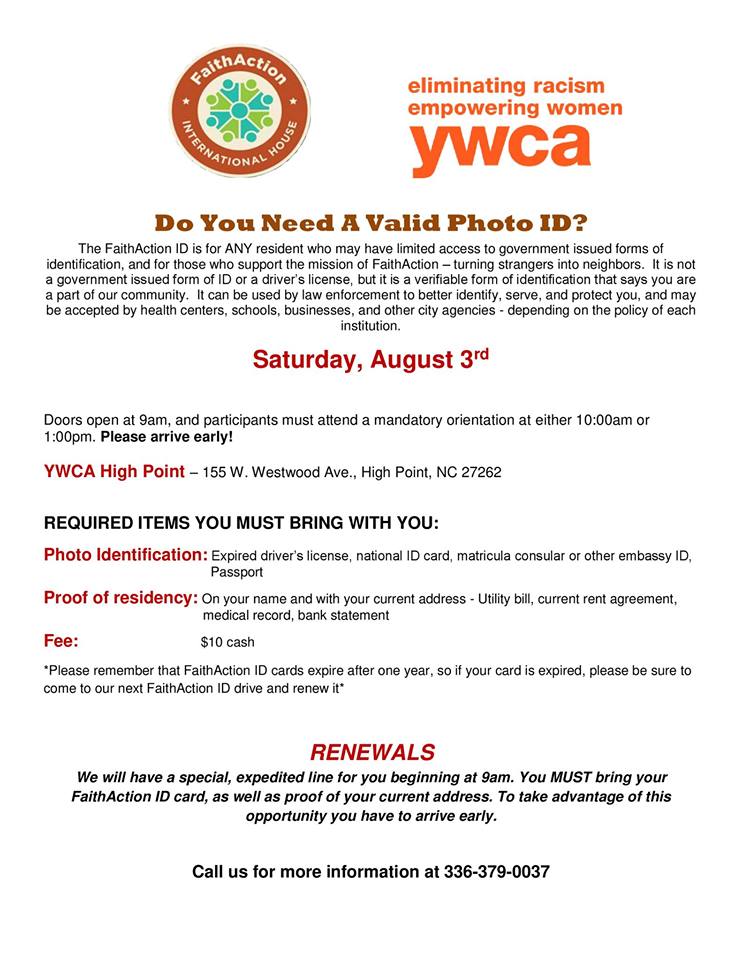 FaithAction
INTERNATIONAL HOUSE
eliminating racism
empowering women
ywca
Do You Need A Valid Photo ID?
The FaithAction ID is for ANY resident who may have limited access to government issued forms of
identification, and for those who support the mission of FaithAction – turning strangers into neighbors.  It is not
a government issued form of ID or a driver's license, but it is a verifiable form of identification that says you are
a part of our community.  It can be used by law enforcement to better identify, serve, and protect you, and may
be accepted by health centers, schools, businesses, and other city agencies - depending on the policy of each
institution.
Saturday, August 3rd
Doors open at 9am, and participants must attend a mandatory orientation at either 10:00am or
1:00pm. Please arrive early!
YWCA High Point – 155 W. Westwood Ave., High Point, NC 27262
REQUIRED ITEMS YOU MUST BRING WITH YOU:
Photo Identification: Expired driver's license, national ID card, matricula consular or other embassy ID,
Passport
Proof of residency: On your name and with your current address - Utility bill, current rent agreement,
medical record, bank statement
Fee: $10 cash
*Please remember that FaithAction ID cards expire after one year, so if your card is expired, please be sure to
come to our next FaithAction ID drive and renew it*
RENEWALS
We will have a special, expedited line for you beginning at 9am. You MUST bring your
FaithAction ID card, as well as proof of your current address. To take advantage of this
opportunity you have to arrive early.
Call us for more information at 336-379-0037